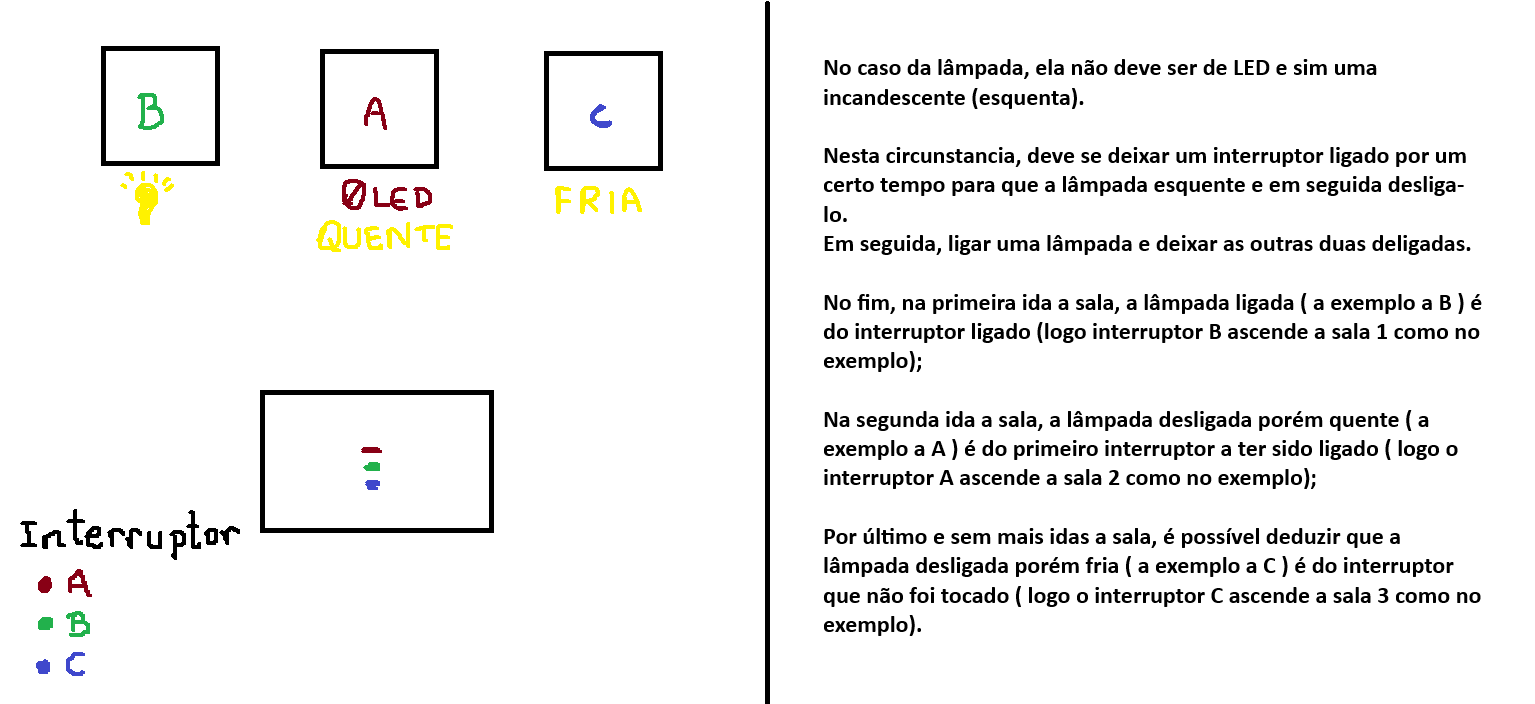 B A C
ØLED
QUENTE
FRIA
Interruptor
A
B
C
No caso da lâmpada, ela não deve ser de LED e sim uma
incandescente (esquenta).
Nesta circunstancia, deve se deixar um interruptor ligado por um
certo tempo para que a lâmpada esquente e em seguida desliga-
lo.
Em seguida, ligar uma lâmpada e deixar as outras duas deligadas.
No fim, na primeira ida a sala, a lâmpada ligada ( a exemplo a B ) é
do interruptor ligado (logo interruptor B ascende a sala 1 como no
exemplo);
Na segunda ida a sala, a lâmpada desligada porém quente ( a
exemplo a A ) é do primeiro interruptor a ter sido ligado ( logo o
interruptor A ascende a sala 2 como no exemplo);
Por último e sem mais idas a sala, é possível deduzir que a
lâmpada desligada porém fria ( a exemplo a C ) é do interruptor
que não foi tocado ( logo o interruptor C ascende a sala 3 como no
exemplo).